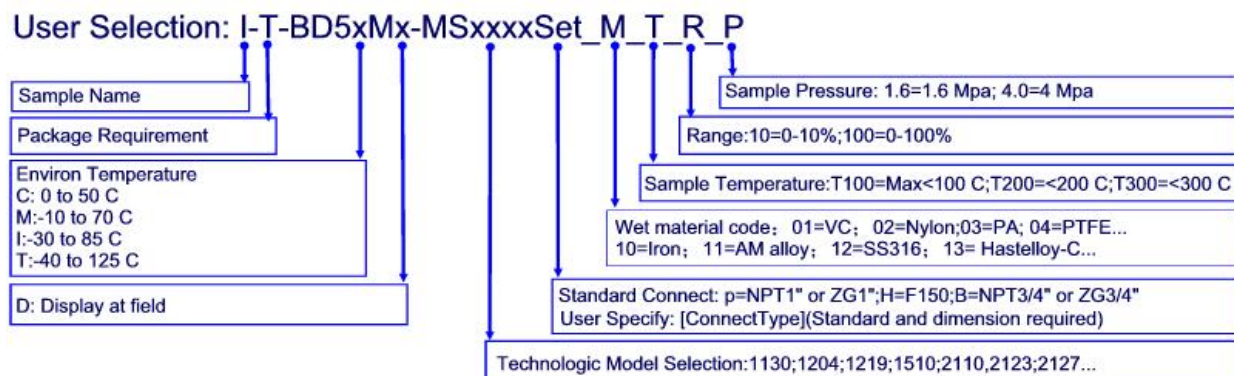 User Selection: I-T-BD5xMx-MSxxxxSet_M_T_R_P
Sample Name
Package Requirement
Environ Temperature
C: 0 to 50 C
M:-10 to 70 C
I:-30 to 85 C
T:-40 to 125 C
D: Display at field
Sample Pressure: 1.6=1.6 Mpa; 4.0=4 Mpa
Range:10=0-10%;100=0-100%
Sample Temperature:T100=Max<100 C;T200=<200 C;T300=<300 C
Wet material code：01=VC； 02=Nylon;03=PA; 04=PTFE...
10=Iron； 11=AM alloy； 12=SS316； 13= Hastelloy-C...
Standard Connect: p=NPT1" or ZG1";H=F150;B=NPT3/4" or ZG3/4"
User Specify: [ConnectType](Standard and dimension required)
Technologic Model Selection:1130;1204;1219;1510;2110,2123;2127...